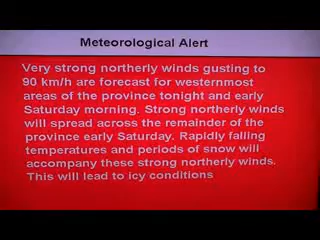 Meteorological Alert
Very strong northerly winds gusting to
90 km/h are forecast for westernmost
areas of the province tonight and early
Saturday morning. Strong northerly winds
will spread across the remainder of the
province early Saturday. Rapidly falling
temperatures and periods of snow will
accompany these strong northerly winds.
This will lead to icy conditions